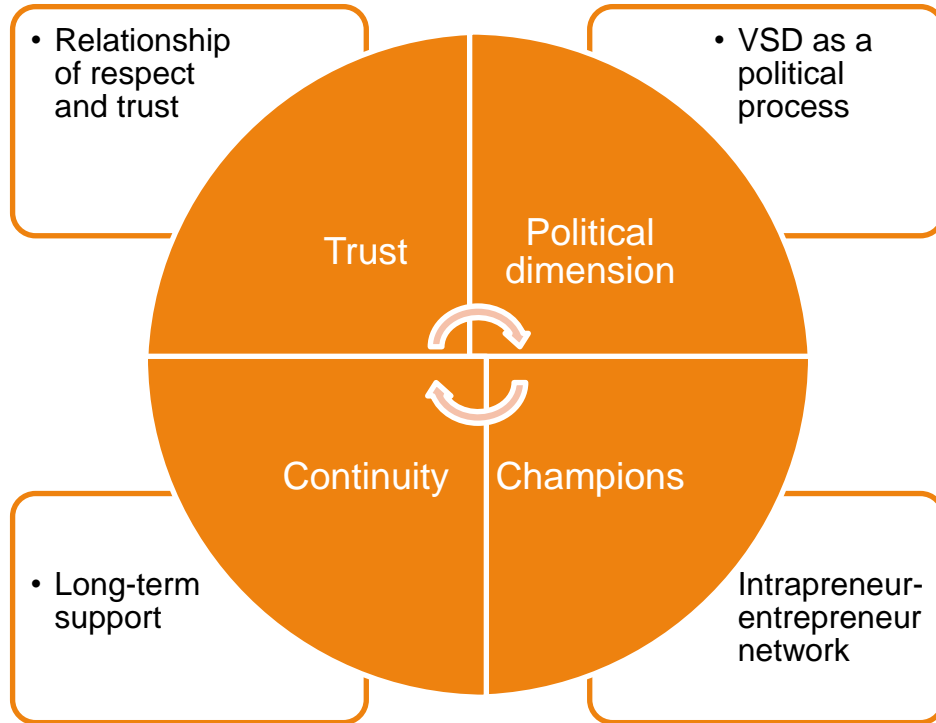 • Relationship
of respect
and trust
• VSD as a
political
process
Trust
Political
dimension
Continuity
Champions
• Long-term
support
Intrapreneur-
entrepreneur
network